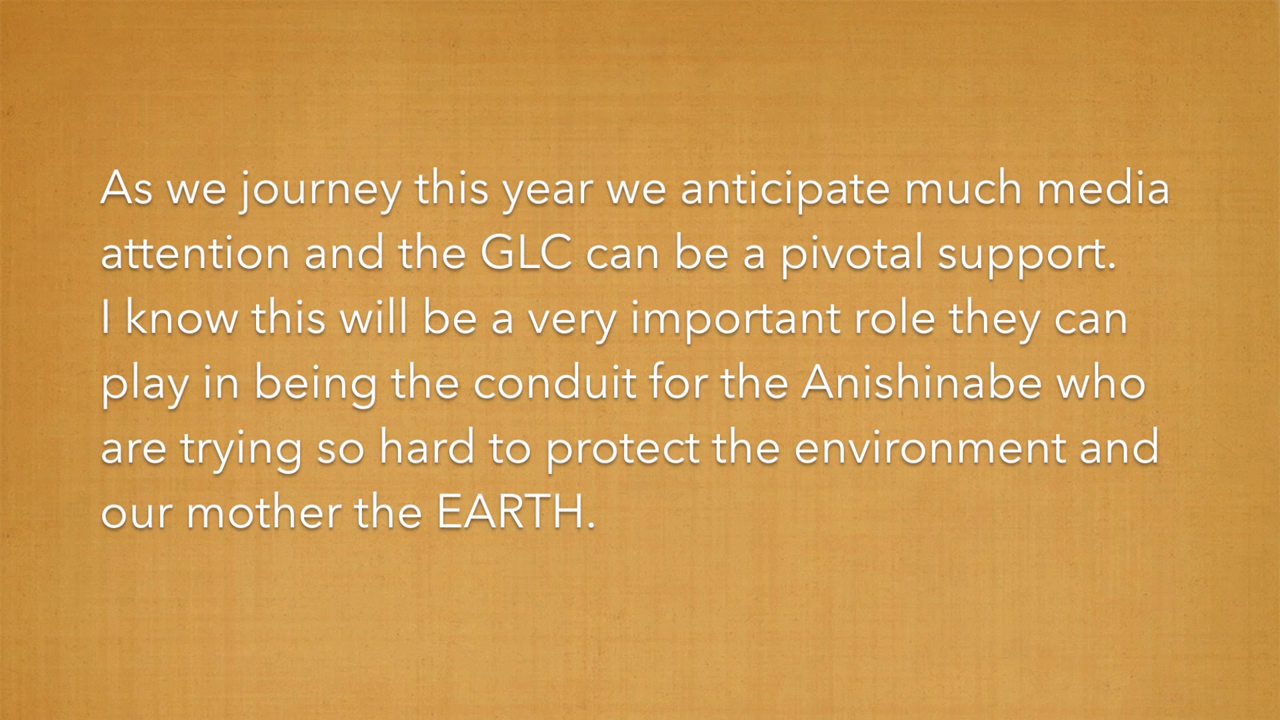 As we journey this year we anticipate much media
attention and the GLC can be a pivotal support.
I know this will be a very important role they can
play in being the conduit for the Anishinabe who
are trying so hard to protect the environment and
our mother the EARTH.